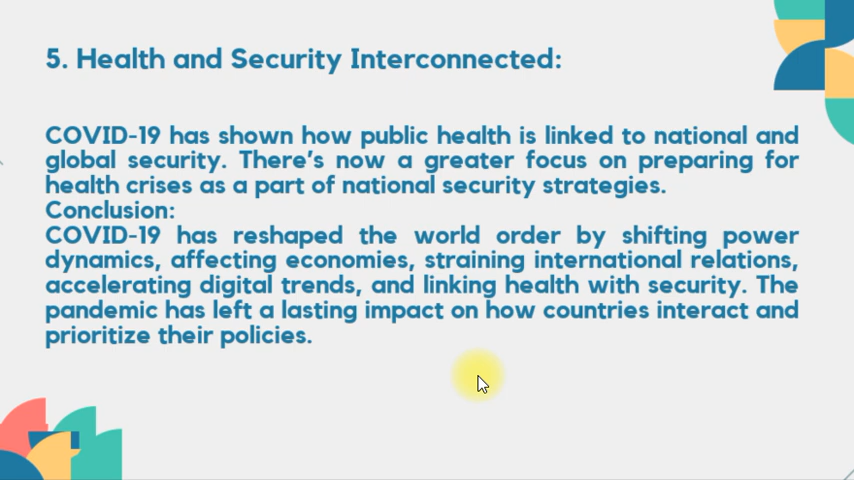 5. Health and Security Interconnected:
COVID-19 has shown how public health is linked to national and
global security. There's now a greater focus on preparing for
health crises as a part of national security strategies.
Conclusion:
COVID-19 has reshaped the world order by shifting power
dynamics, affecting economies, straining international relations,
accelerating digital trends, and linking health with security. The
pandemic has left a lasting impact on how countries interact and
prioritize their policies.